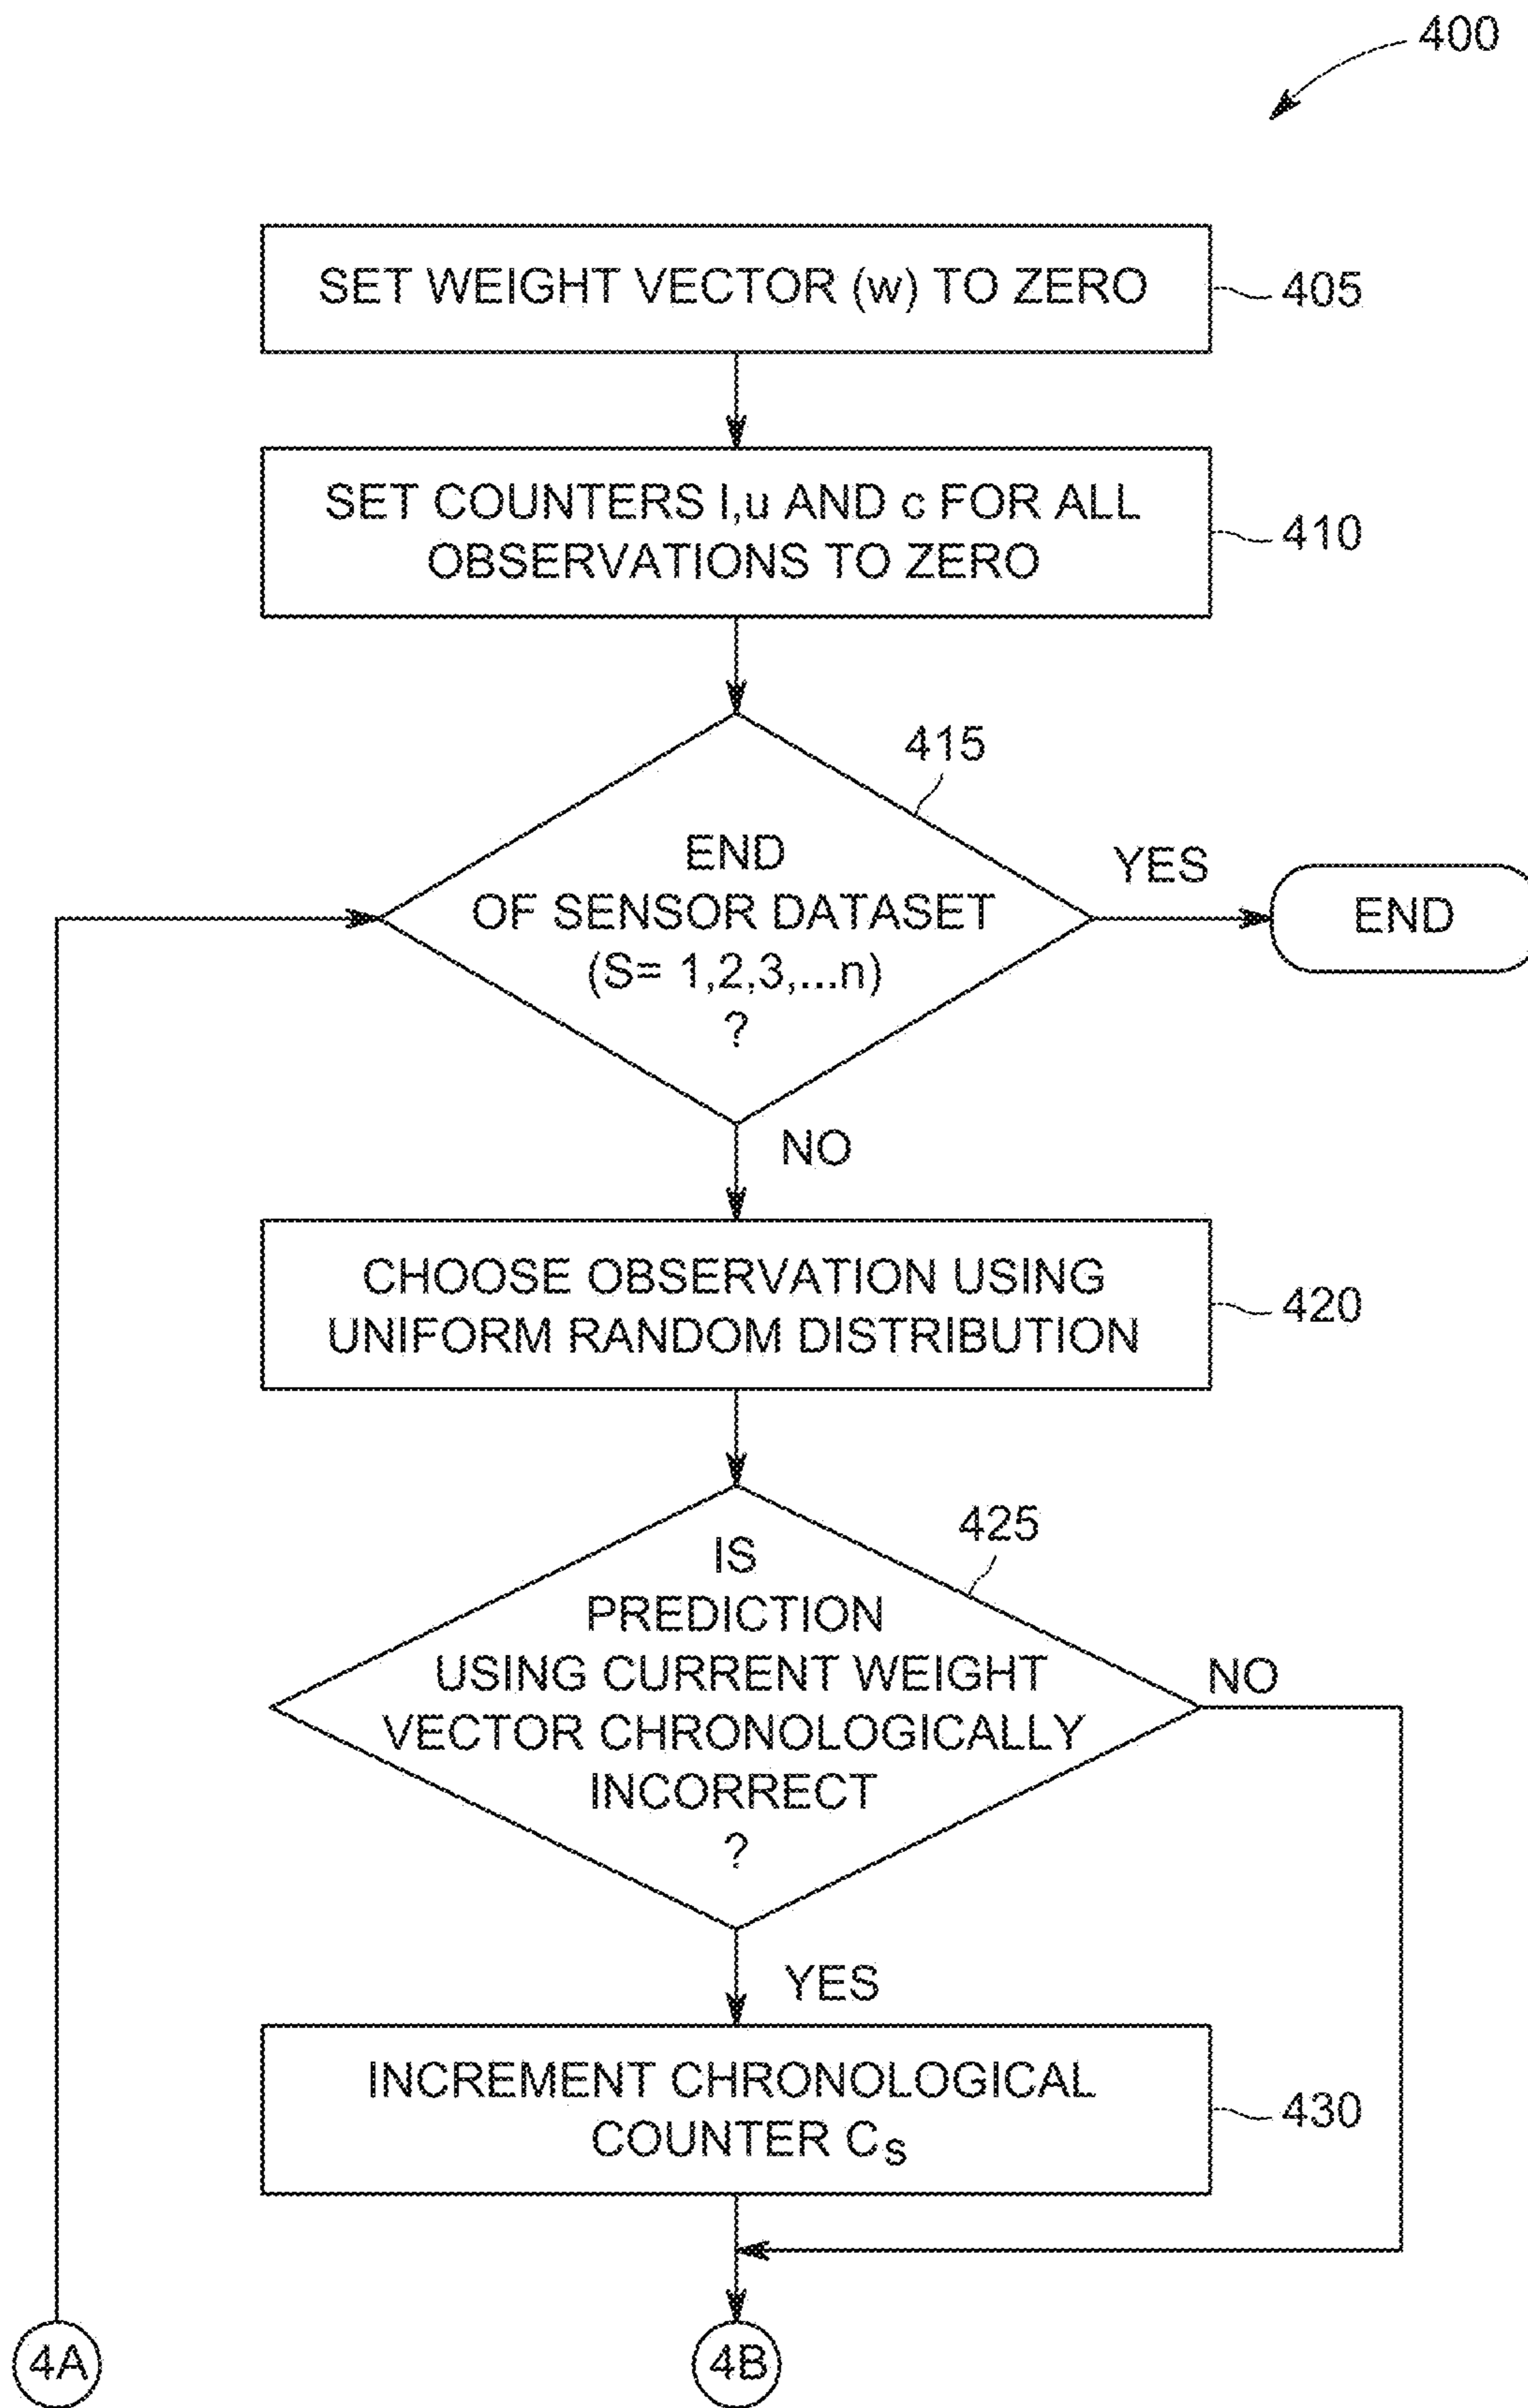 400
SET WEIGHT VECTOR (w) TO ZERO
405
SET COUNTERS l,u AND c FOR ALL
OBSERVATIONS TO ZERO
410
415
END
OF SENSOR DATASET
(S= 1,2,3,...n)
?
YES
END
NO
CHOOSE OBSERVATION USING
UNIFORM RANDOM DISTRIBUTION
420
425
IS
PREDICTION
USING CURRENT WEIGHT
VECTOR CHRONOLOGICALLY
INCORRECT
?
NO
YES
INCREMENT CHRONOLOGICAL
COUNTER Cs
430
4A
4B